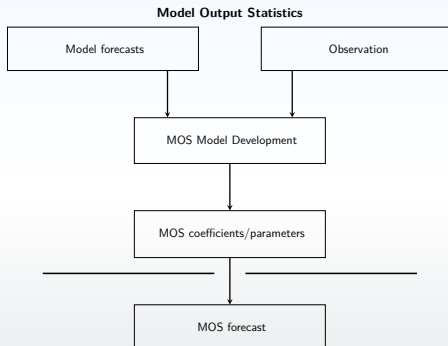 Model Output Statistics
Model forecasts
Observation
MOS Model Development
MOS coefficients/parameters
MOS forecast